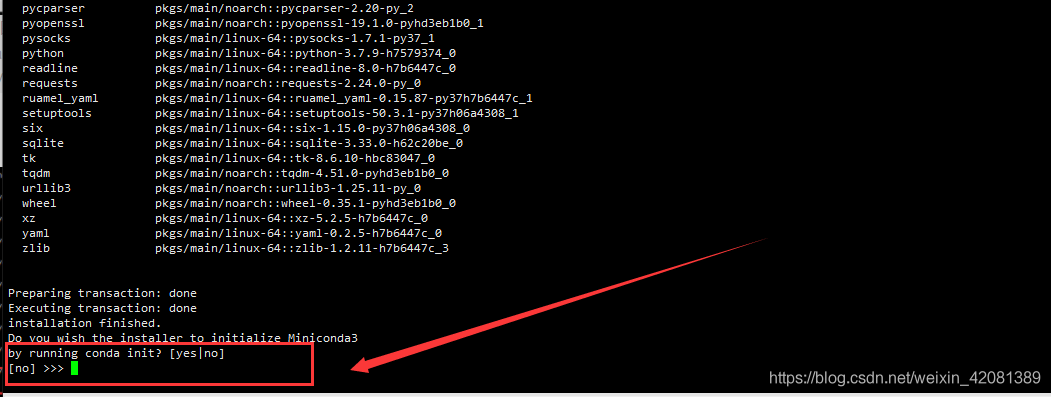 pycparser pkgs/main/noarch::pycparser-2.20-py_2
pyopenssl pkgs/main/noarch::pyopenssl-19.1.0-pyhd3eb1b0_1
pysocks pkgs/main/linux-64::pysocks-1.7.1-py37_1
python pkgs/main/linux-64::python-3.7.9-h7579374_0
readline pkgs/main/linux-64::readline-8.0-h7b6447c_0
requests pkgs/main/noarch::requests-2.24.0-py_0
ruamel_yaml pkgs/main/linux-64::ruamel_yaml-0.15.87-py37h7b6447c_1
setuptools pkgs/main/linux-64::setuptools-50.3.1-py37h06a4308_1
six pkgs/main/linux-64::six-1.15.0-py37h06a4308_0
sqlite pkgs/main/linux-64::sqlite-3.33.0-h62c20be_0
tk pkgs/main/linux-64::tk-8.6.10-hbc83047_0
tqdm pkgs/main/noarch::tqdm-4.51.0-pyhd3eb1b0_0
urllib3 pkgs/main/noarch::urllib3-1.25.11-py_0
wheel pkgs/main/noarch::wheel-0.35.1-pyhd3eb1b0_0
xz pkgs/main/linux-64::xz-5.2.5-h7b6447c_0
yaml pkgs/main/linux-64::yaml-0.2.5-h7b6447c_0
zlib pkgs/main/linux-64::zlib-1.2.11-h7b6447c_3
Preparing transaction: done
Executing transaction: done
installation finished.
Do you wish the installer to initialize Miniconda3
by running conda init? [yes|no]
[no] >>>
https://blog.csdn.net/weixin_42081389